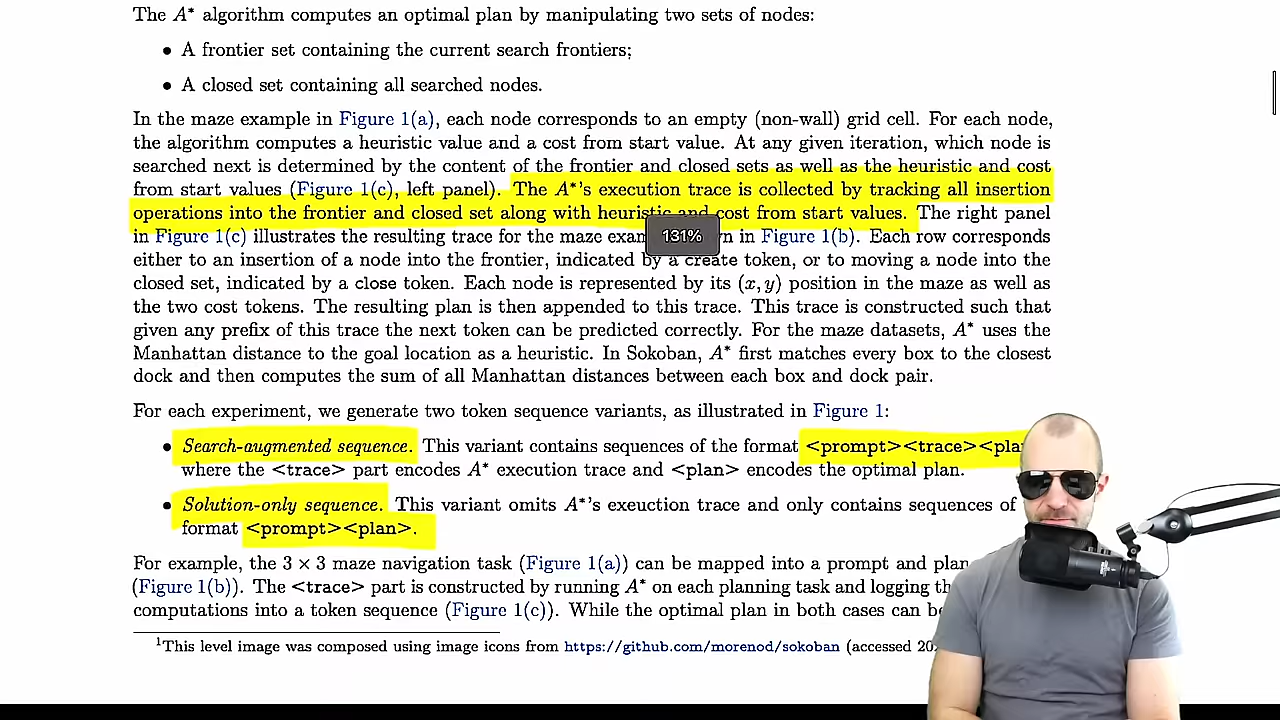 The A* algorithm computes an optimal plan by manipulating two sets of nodes:
• A frontier set containing the current search frontiers;
• A closed set containing all searched nodes.
In the maze example in Figure 1(a), each node corresponds to an empty (non-wall) grid cell. For each node,
the algorithm computes a heuristic value and a cost from start value. At any given iteration, which node is
searched next is determined by the content of the frontier and closed sets as well as the heuristic and cost
from start values (Figure 1(c), left panel). The A*'s execution trace is collected by tracking all insertion
operations into the frontier and closed set along with heuristic and cost from start values. The right panel
in Figure 1(c) illustrates the resulting trace for the maze exam 131% n in Figure 1(b). Each row corresponds
either to an insertion of a node into the frontier, indicated by a create token, or to moving a node into the
closed set, indicated by a close token. Each node is represented by its (x, y) position in the maze as well as
the two cost tokens. The resulting plan is then appended to this trace. This trace is constructed such that
given any prefix of this trace the next token can be predicted correctly. For the maze datasets, A* uses the
Manhattan distance to the goal location as a heuristic. In Sokoban, A* first matches every box to the closest
dock and then computes the sum of all Manhattan distances between each box and dock pair.
For each experiment, we generate two token sequence variants, as illustrated in Figure 1:
• Search-augmented sequence. This variant contains sequences of the format <prompt><trace><plan
where the <trace> part encodes A* execution trace and <plan> encodes the optimal plan.
• Solution-only sequence. This variant omits A*'s exeuction trace and only contains sequences of
format <prompt><plan>.
For example, the 3 × 3 maze navigation task (Figure 1(a)) can be mapped into a prompt and plan
(Figure 1(b)). The <trace> part is constructed by running A* on each planning task and logging th
computations into a token sequence (Figure 1(c)). While the optimal plan in both cases can be
1This level image was composed using image icons from https://github.com/morenod/sokoban (accessed 20